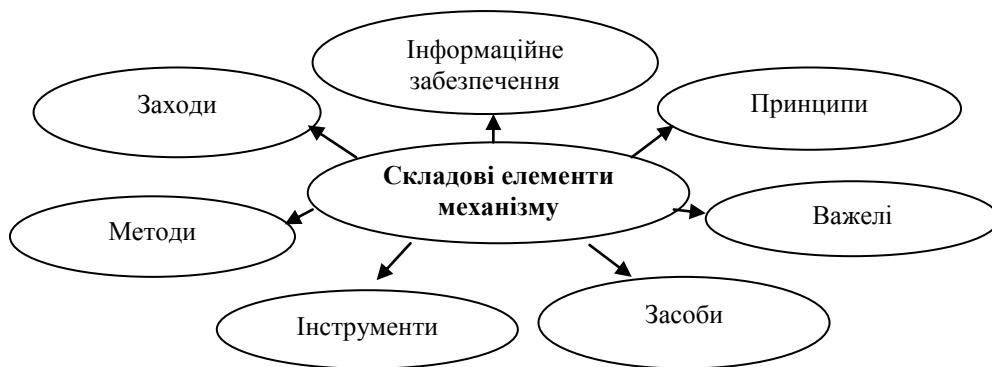 Інформаційне
забезпечення
Заходи
Принципи
Складові елементи
механізму
Методи
Важелі
Інструменти
Засоби